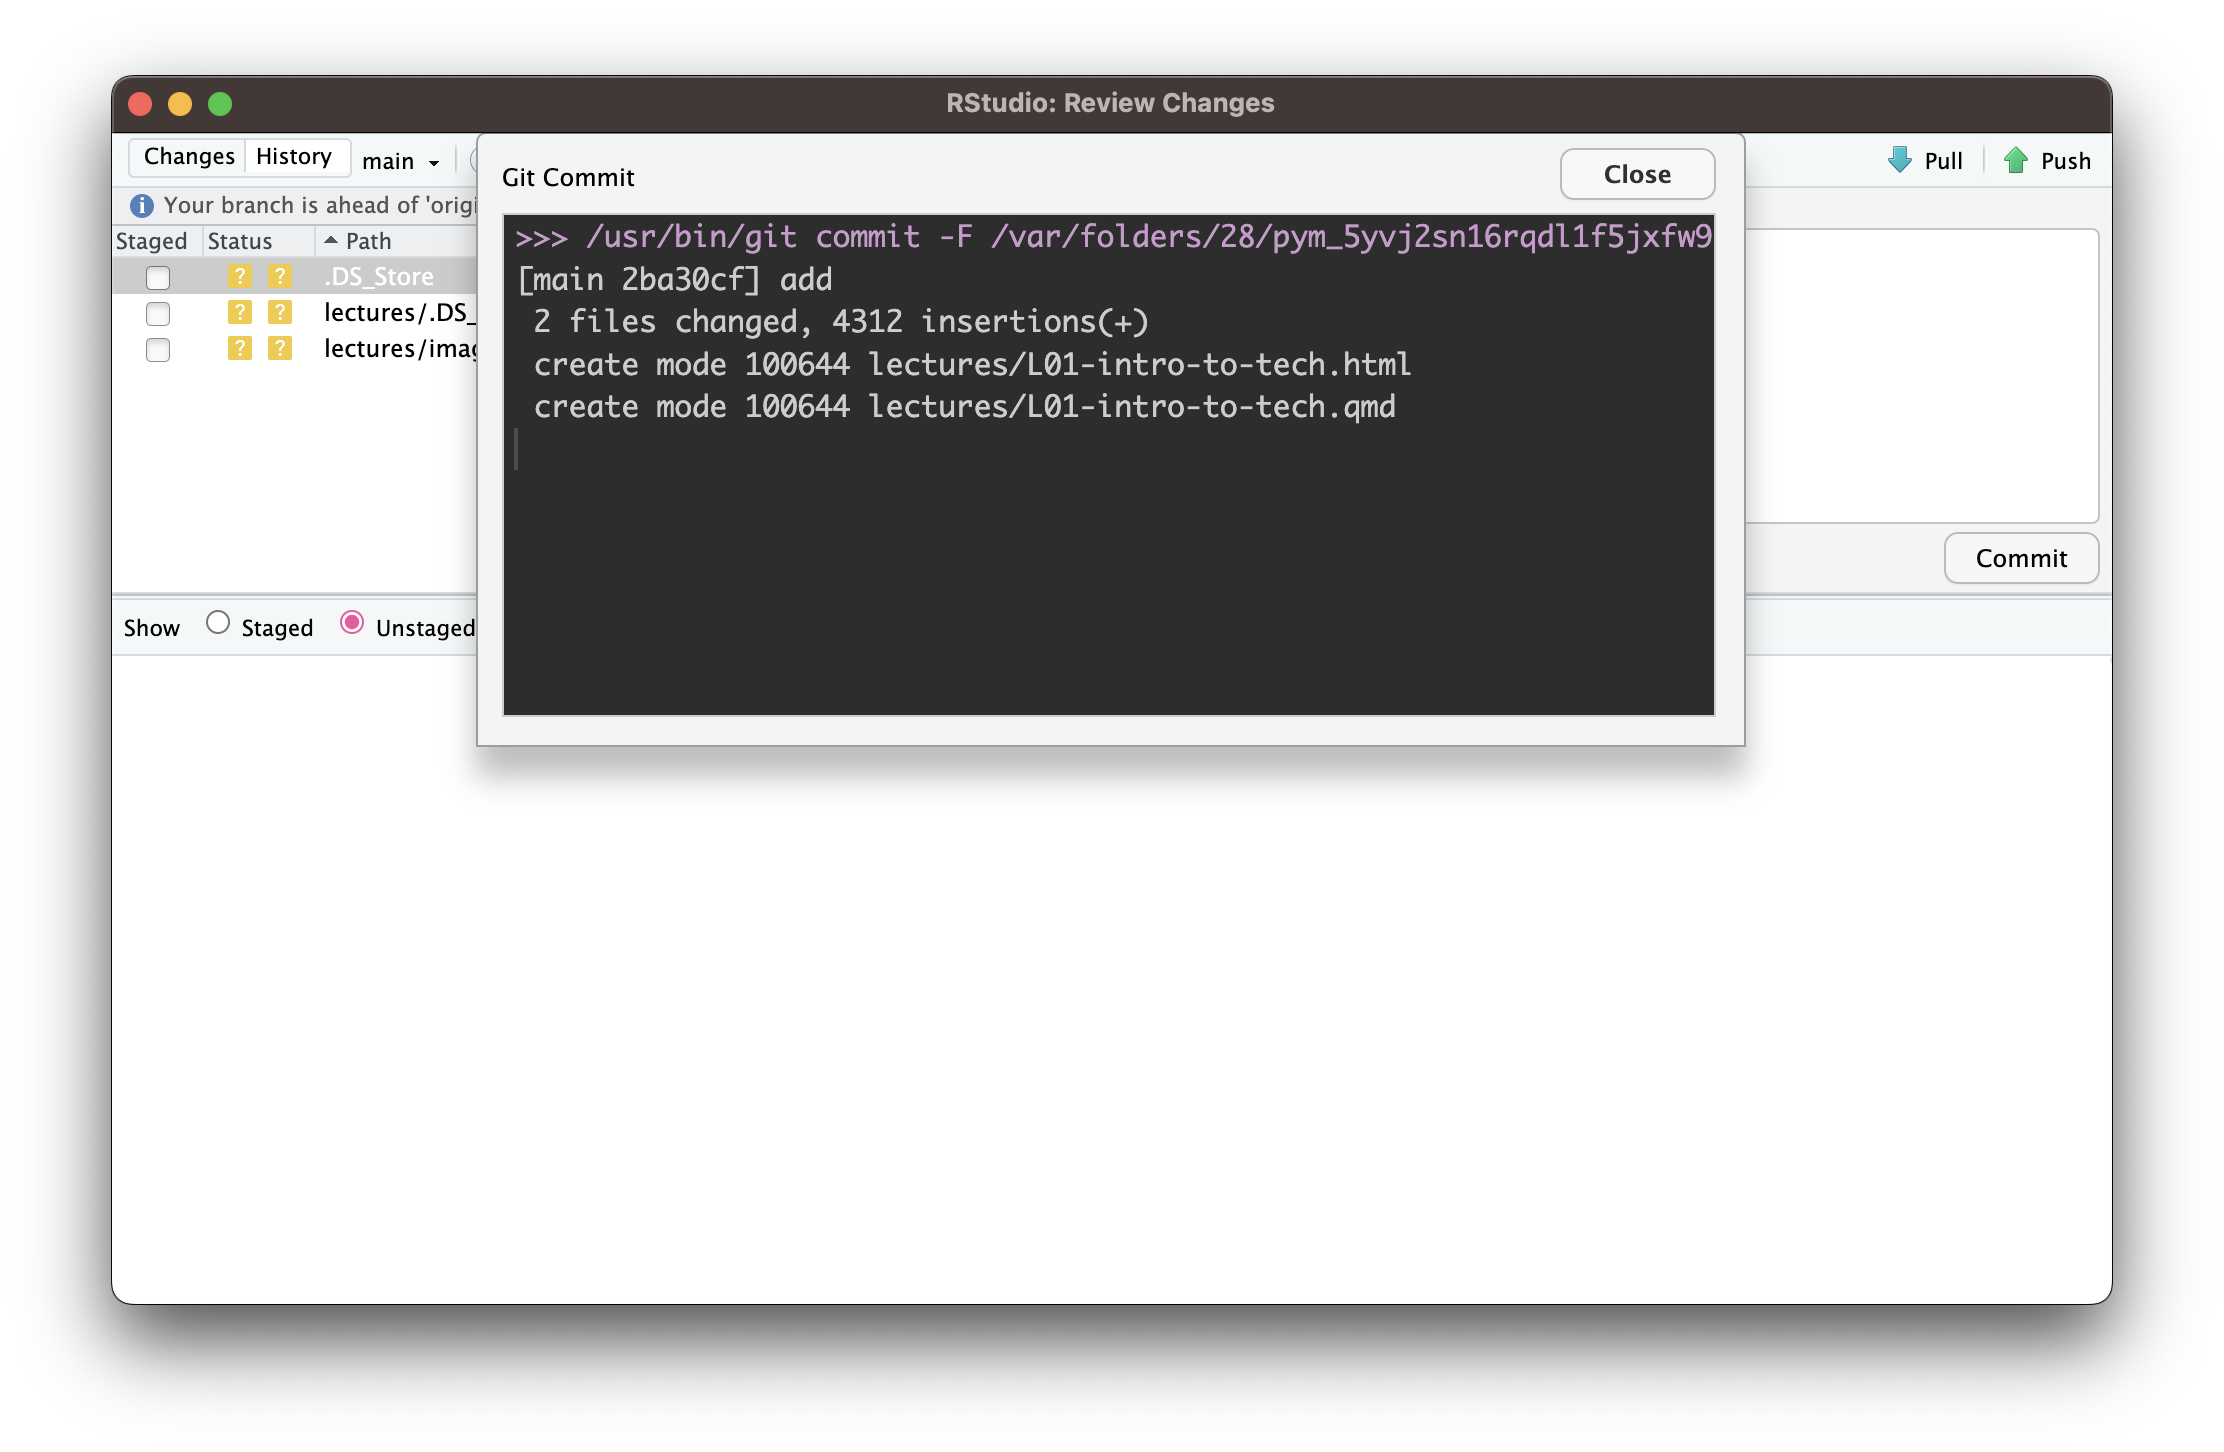 RStudio: Review Changes
Changes History main Pull Push
Your branch is ahead of
Staged Status Path
? ? .DS_Store
? ? lectures/.DS_
? ? lectures/
Show Staged Unstaged
Git Commit Close
>>> /usr/bin/git commit -F /var/folders/28/pym_5yvj2sn16rqdl1f5jxfw9
[main 2ba30cf] add
2 files changed, 4312 insertions(+)
create mode 100644 lectures/L01-intro-to-tech.html
create mode 100644 lectures/L01-intro-to-tech.qmd
Commit